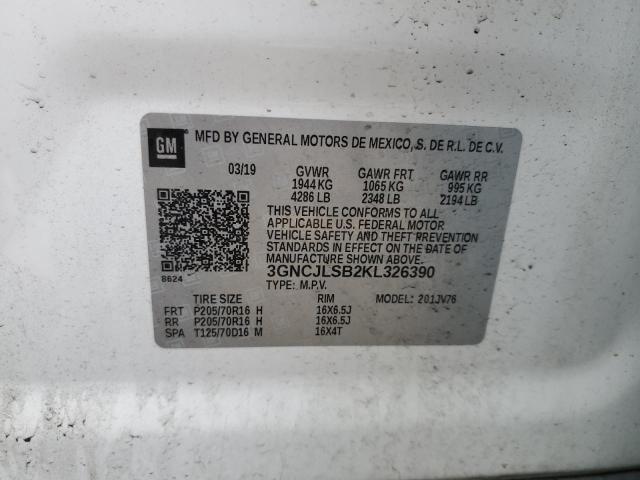 GM MFD BY GENERAL MOTORS DE MEXICO, S. DE R.L. DE C.V.
03/19 GVWR GAWR FRT GAWR RR
1944 KG 1065 KG 995 KG
4286 LB 2348 LB 2194 LB
THIS VEHICLE CONFORMS TO ALL
APPLICABLE U.S. FEDERAL MOTOR
VEHICLE SAFETY AND THEFT PREVENTION
STANDARDS IN EFFECT ON THE DATE OF
MANUFACTURE SHOWN ABOVE.
3GNCJLSB2KL326390
8624 TYPE: M.P.V.
TIRE SIZE RIM MODEL: 201JV76
FRT P205/70R16 H 16X6.5J
RR P205/70R16 H 16X6.5J
SPA T125/70D16 M 16X4T